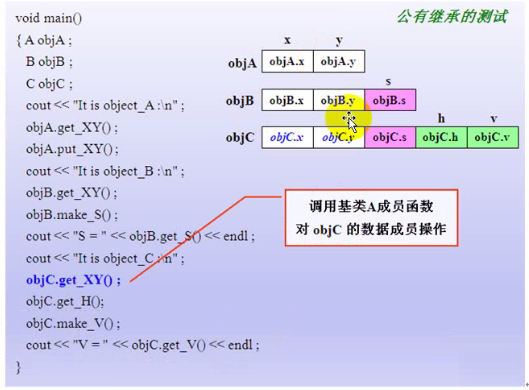 公有继承的测试
void main()
{ A objA ;
B objB ;
C objC ;
cout << "It is object_A :\n" ;
objA.get_XY() ;
objA.put_XY() ;
cout << "It is object_B :\n" ;
objB.get_XY() ;
objB.make_S() ;
cout << "S = " << objB.get_S() << endl ;
cout << "It is object_C :\n" ;
objC.get_XY() ;
objC.get_H();
objC.make_V() ;
cout << "V = " << objC.get_V() << endl ;
}
x y
objA objA.x objA.y
s
objB objB.x objB.y objB.s
h v
objC objC.x objC.y objC.s objC.h objC.v
调用基类A成员函数
对 objC 的数据成员操作